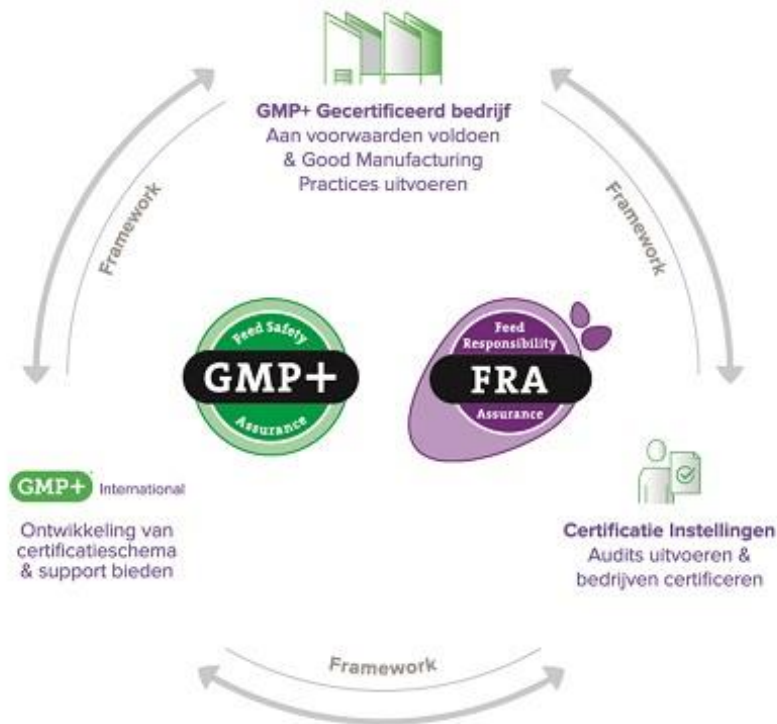 GMP+ Gecertificeerd bedrijf
Aan voorwaarden voldoen
& Good Manufacturing
Practices uitvoeren
Framework
Framework
Feed Safety
GMP+
Assurance
Feed
Responsibility
FRA
Assurance
GMP+ International
Ontwikkeling van
certificatieschema
& support bieden
Certificatie Instellingen
Audits uitvoeren &
bedrijven certificeren
Framework